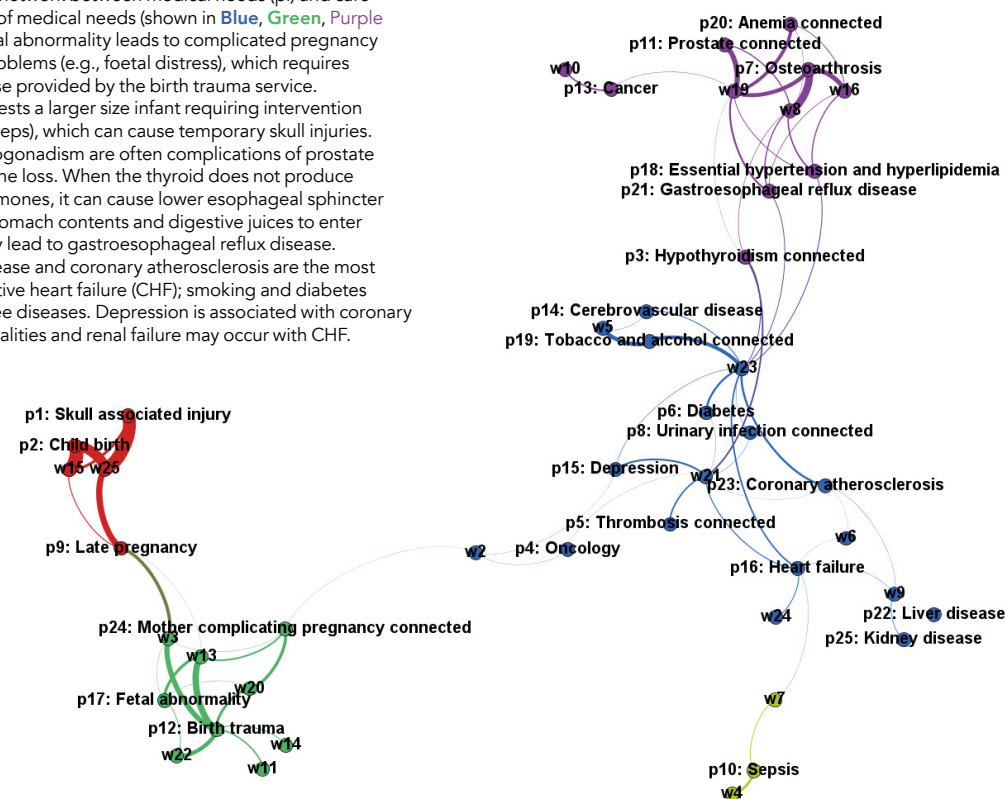 network between medical needs (pi) and care
of medical needs (shown in Blue, Green, Purple
al abnormality leads to complicated pregnancy
oblems (e.g., foetal distress), which requires
se provided by the birth trauma service.
ests a larger size infant requiring intervention
eps), which can cause temporary skull injuries.
ogonadism are often complications of prostate
ne loss. When the thyroid does not produce
mones, it can cause lower esophageal sphincter
omach contents and digestive juices to enter
y lead to gastroesophageal reflux disease.
ease and coronary atherosclerosis are the most
tive heart failure (CHF); smoking and diabetes
ee diseases. Depression is associated with coronary
alities and renal failure may occur with CHF.
p20: Anemia connected
p11: Prostate connected
w10
p7: Osteoarthrosis
p13: Cancer
w19
w16
w8
p18: Essential hypertension and hyperlipidemia
p21: Gastroesophageal reflux disease
p3: Hypothyroidism connected
p14: Cerebrovascular disease
w5
p19: Tobacco and alcohol connected
w23
p6: Diabetes
p8: Urinary infection connected
p15: Depression
w21
p23: Coronary atherosclerosis
p5: Thrombosis connected
w6
w2
p4: Oncology
p16: Heart failure
w9
w24
p22: Liver disease
p25: Kidney disease
w7
p10: Sepsis
w4
p1: Skull associated injury
p2: Child birth
w15
w25
p9: Late pregnancy
p24: Mother complicating pregnancy connected
w3
w13
w20
p17: Fetal abnormality
p12: Birth trauma
w14
w22
w11